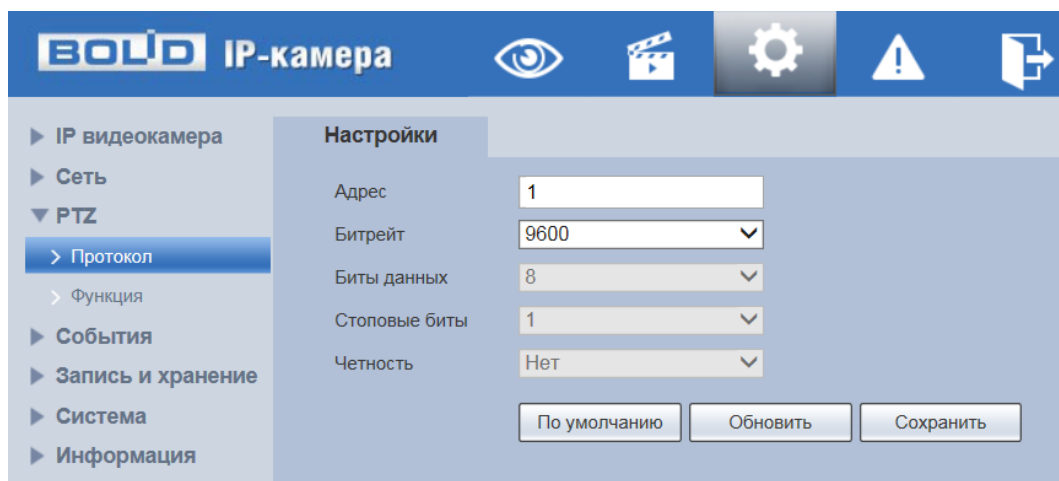 BOLID IP-камера
IP видеокамера
Сеть
PTZ
Протокол
Функция
События
Запись и хранение
Система
Информация
Настройки
Адрес 1
Битрейт 9600
Биты данных 8
Стоповые биты 1
Четность Нет
По умолчанию Обновить Сохранить